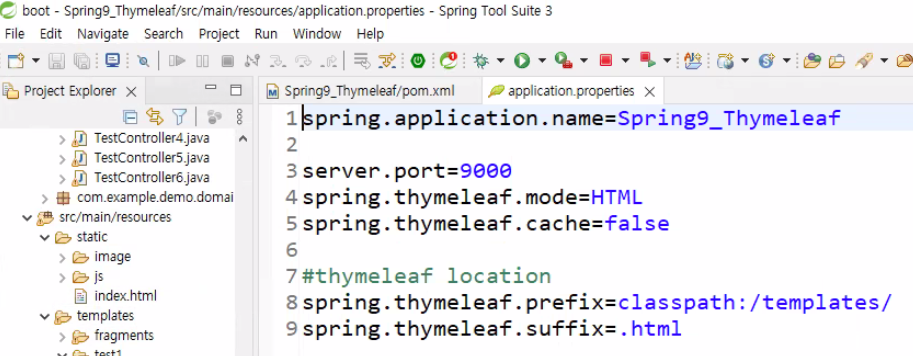 boot - Spring9_Thymeleaf/src/main/resources/application.properties - Spring Tool Suite 3
File Edit Navigate Search Project Run Window Help
Project Explorer
Spring9_Thymeleaf/pom.xml
application.properties
TestController4.java
TestController5.java
TestController6.java
com.example.demo.domai
src/main/resources
static
image
js
index.html
templates
fragments
test1
1 spring.application.name=Spring9_Thymeleaf
2
3 server.port=9000
4 spring.thymeleaf.mode=HTML
5 spring.thymeleaf.cache=false
6
7 #thymeleaf location
8 spring.thymeleaf.prefix=classpath:/templates/
9 spring.thymeleaf.suffix=.html